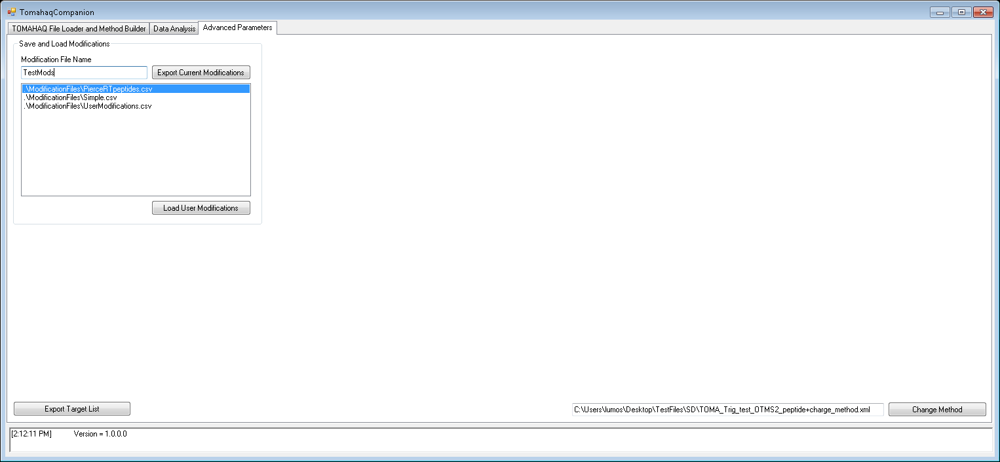 TomahaqCompanion
TOMAHAQ File Loader and Method Builder Data Analysis Advanced Parameters
Save and Load Modifications
Modification File Name
TestMods Export Current Modifications
.\ModificationFiles\PierceRTpeptides.csv
.\ModificationFiles\Simple.csv
.\ModificationFiles\UserModifications.csv
Load User Modifications
Export Target List C:\Users\lumos\Desktop\TestFiles\SD\TOMA_Trig_test_OTMS2_peptide+charge_method.xml Change Method
[2:12:11 PM] Version = 1.0.0.0